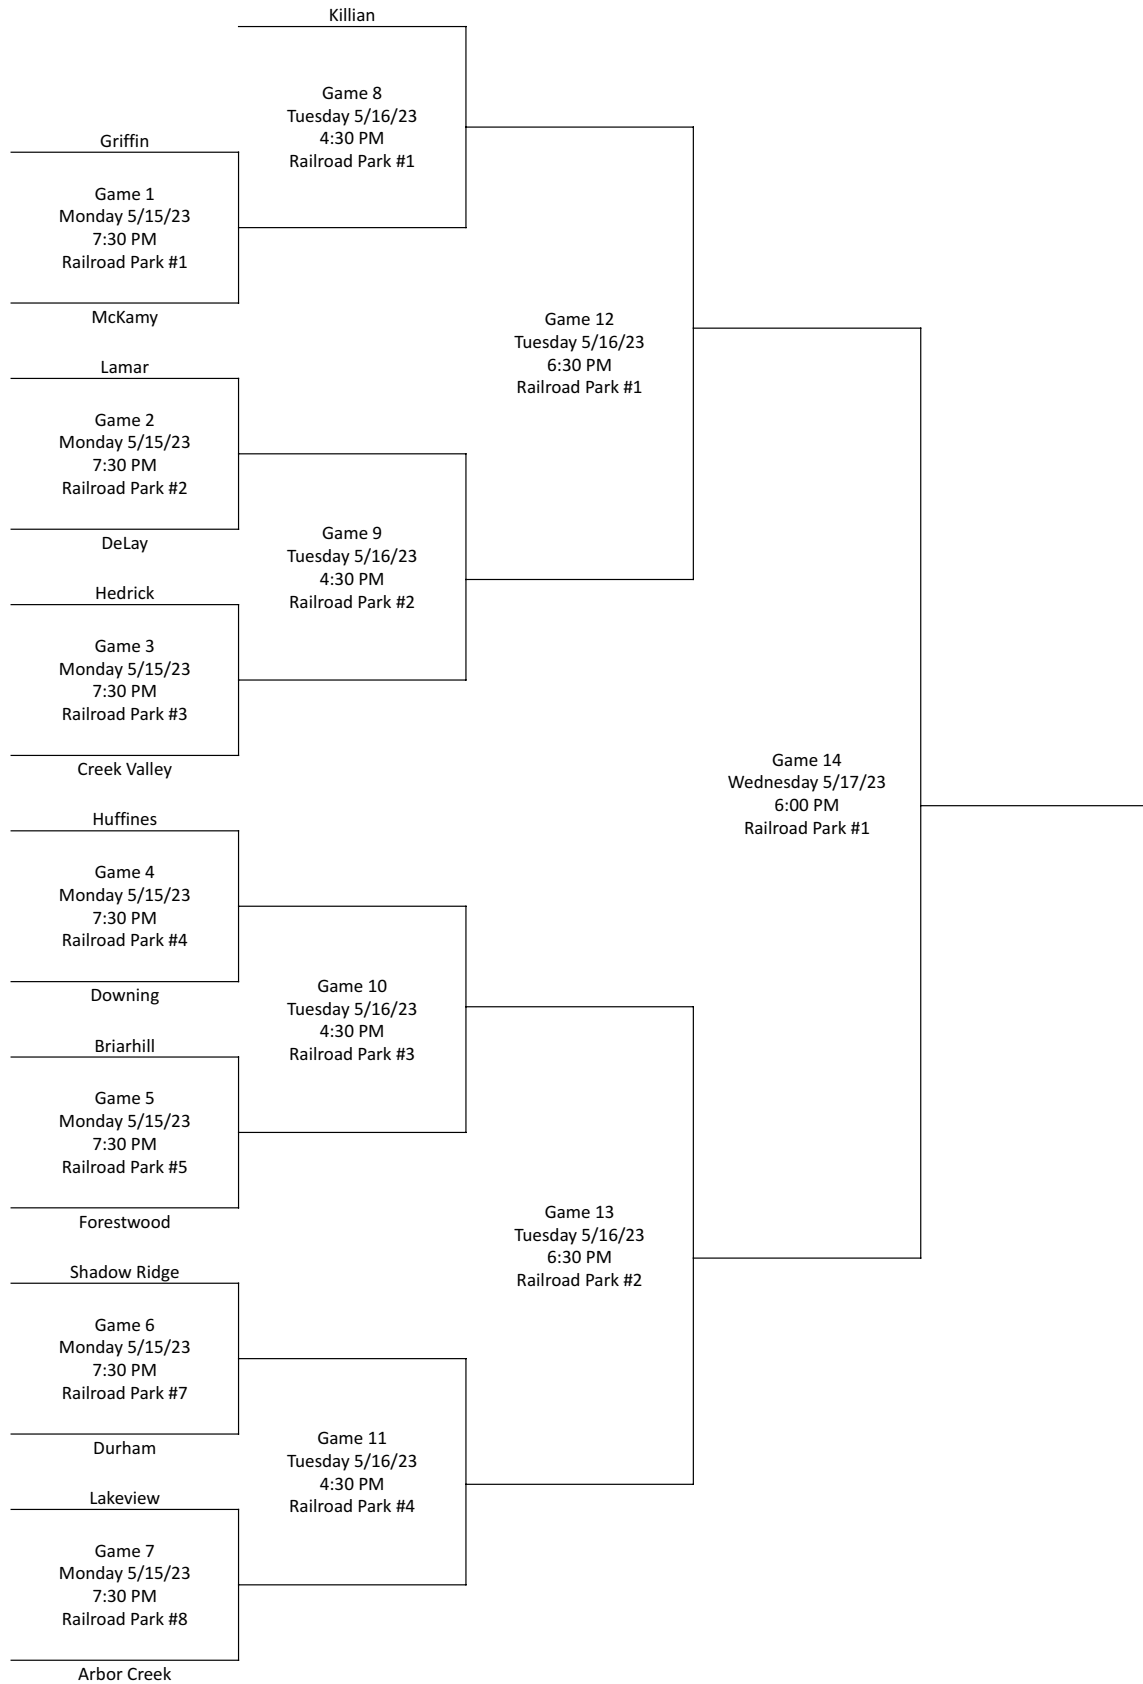 Killian
Game 8
Tuesday 5/16/23
4:30 PM
Railroad Park #1
Griffin
Game 1
Monday 5/15/23
7:30 PM
Railroad Park #1
McKamy
Game 12
Tuesday 5/16/23
6:30 PM
Railroad Park #1
Lamar
Game 2
Monday 5/15/23
7:30 PM
Railroad Park #2
DeLay
Game 9
Tuesday 5/16/23
4:30 PM
Railroad Park #2
Hedrick
Game 3
Monday 5/15/23
7:30 PM
Railroad Park #3
Creek Valley
Game 14
Wednesday 5/17/23
6:00 PM
Railroad Park #1
Huffines
Game 4
Monday 5/15/23
7:30 PM
Railroad Park #4
Downing
Game 10
Tuesday 5/16/23
4:30 PM
Railroad Park #3
Briarhill
Game 5
Monday 5/15/23
7:30 PM
Railroad Park #5
Forestwood
Game 13
Tuesday 5/16/23
6:30 PM
Railroad Park #2
Shadow Ridge
Game 6
Monday 5/15/23
7:30 PM
Railroad Park #7
Durham
Game 11
Tuesday 5/16/23
4:30 PM
Railroad Park #4
Lakeview
Game 7
Monday 5/15/23
7:30 PM
Railroad Park #8
Arbor Creek